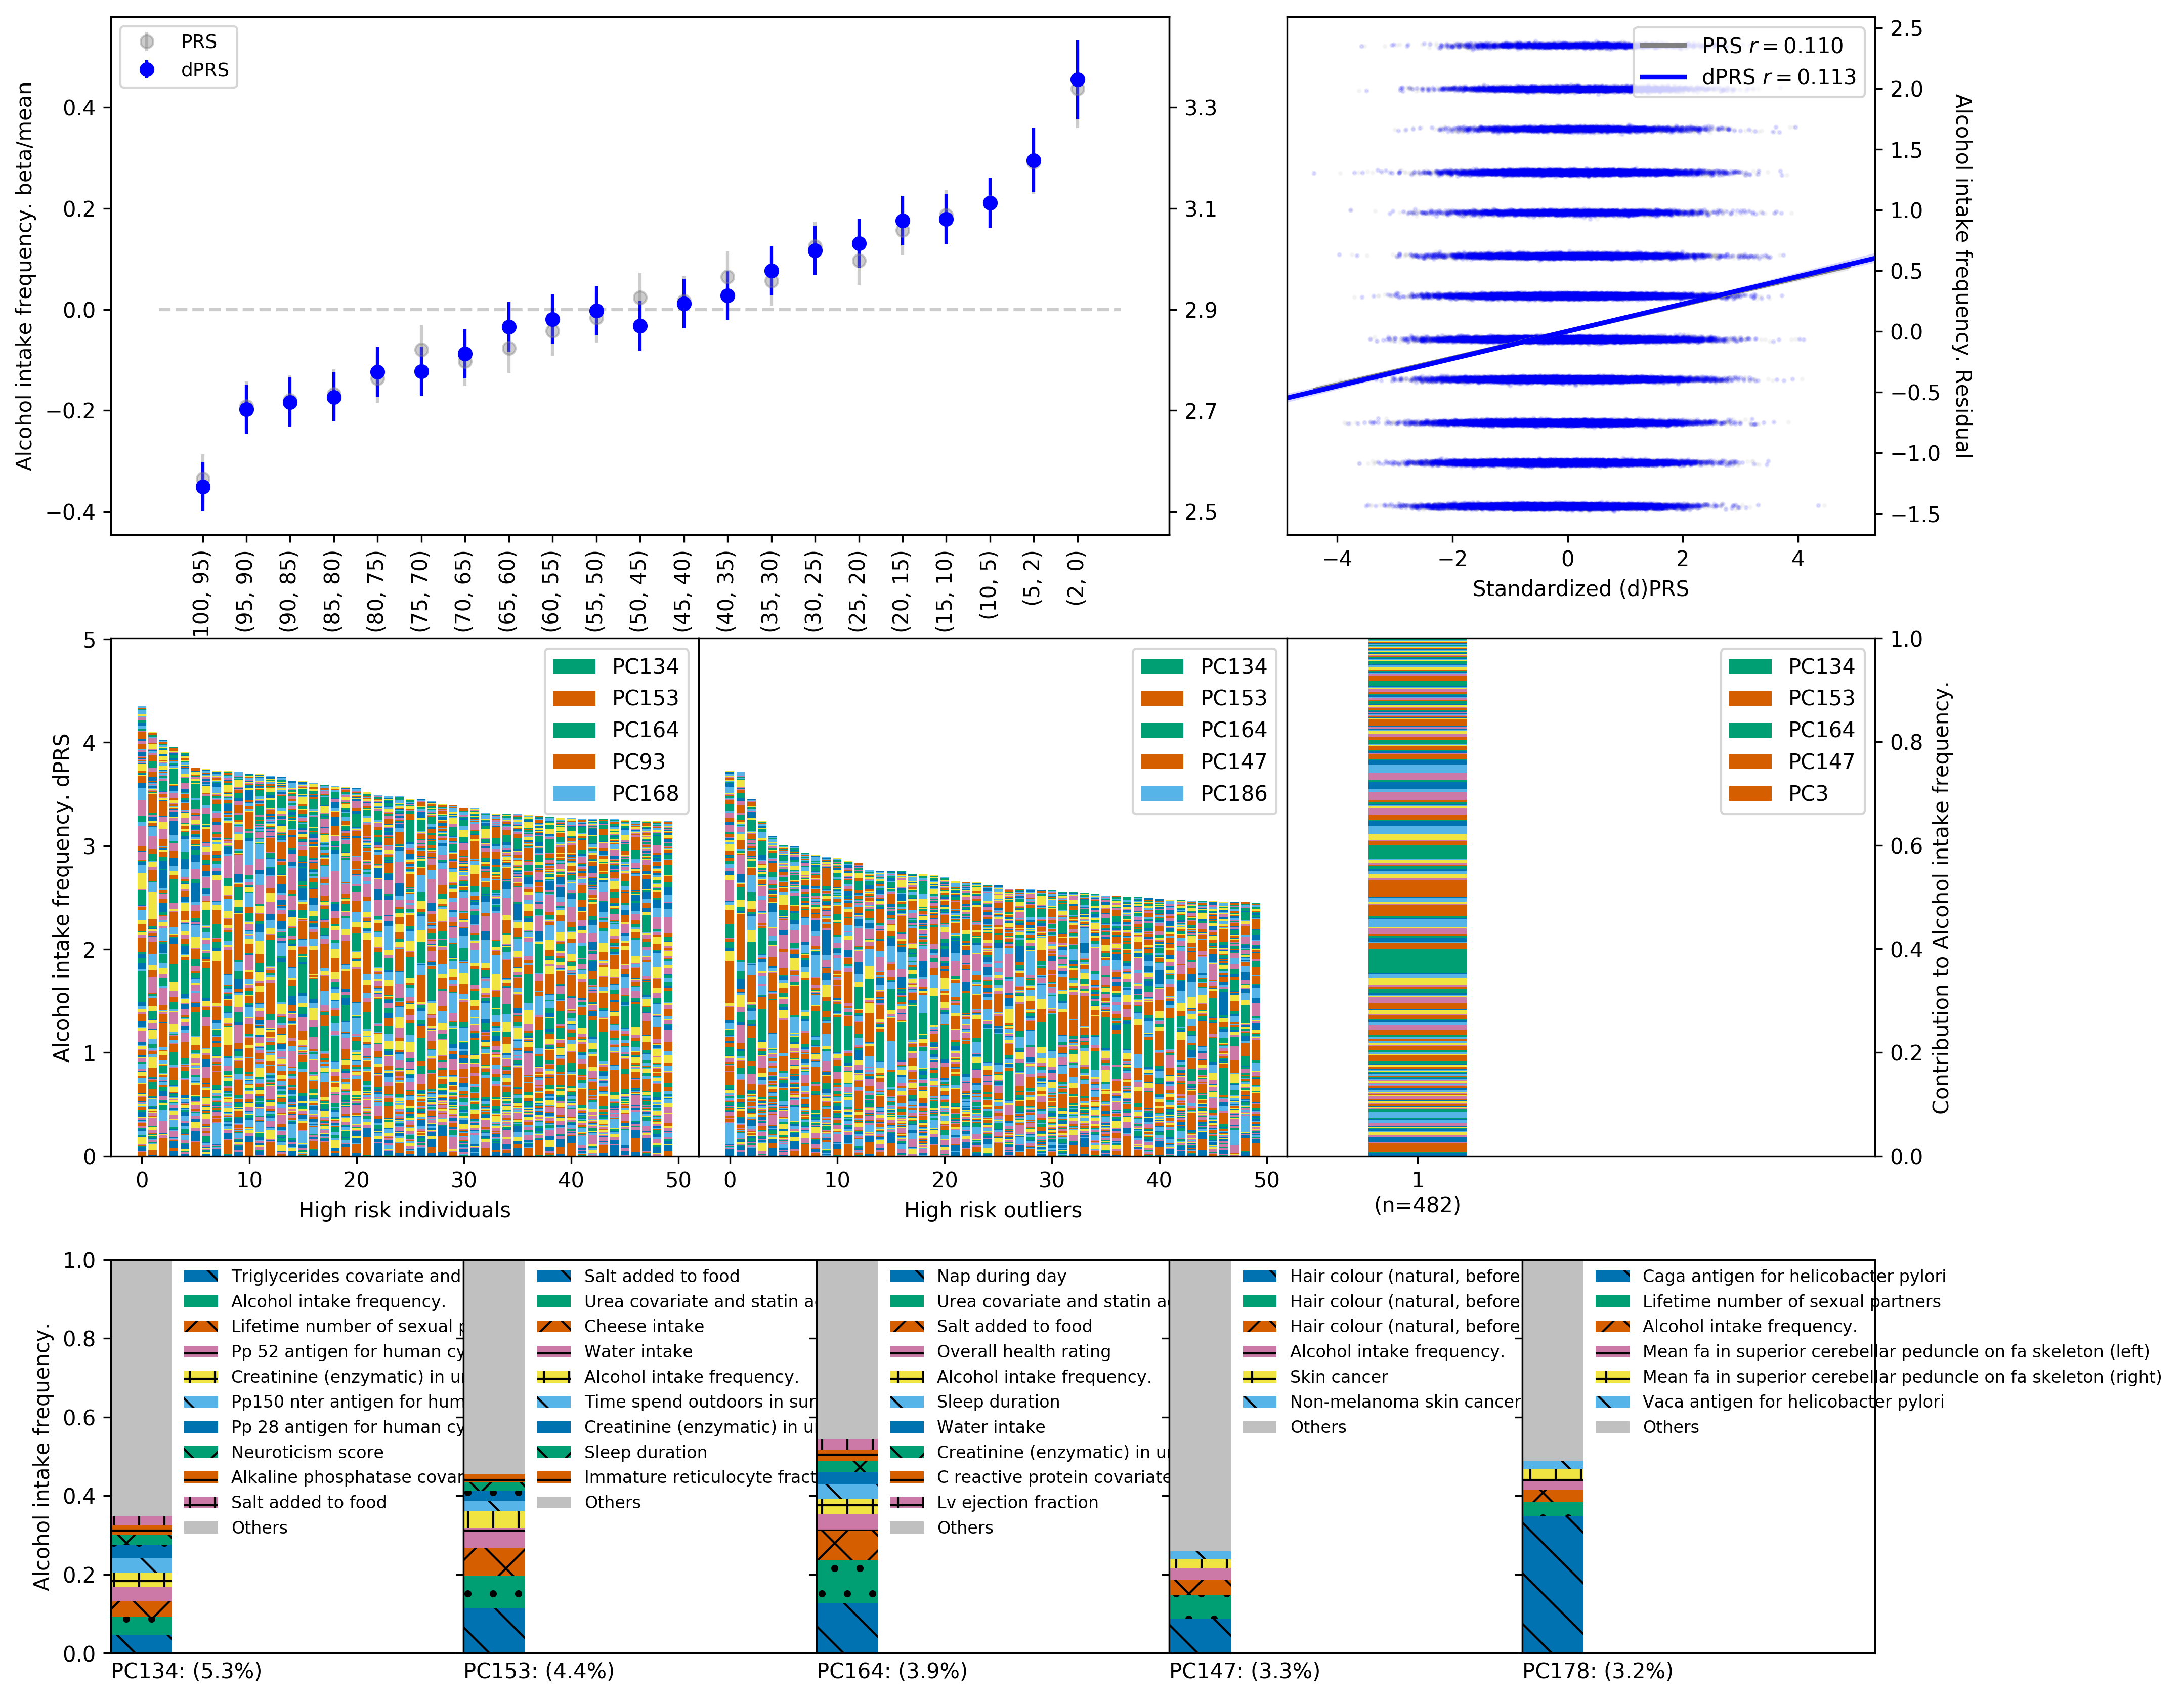 PRS
dPRS
Alcohol intake frequency. beta/mean
0.4
0.2
0.0
−0.2
−0.4
3.3
3.1
2.9
2.7
2.5
100, 95)
(95, 90)
(90, 85)
(85, 80)
(80, 75)
(75, 70)
(70, 65)
(65, 60)
(60, 55)
(55, 50)
(50, 45)
(45, 40)
(40, 35)
(35, 30)
(30, 25)
(25, 20)
(20, 15)
(15, 10)
(10, 5)
(5, 2)
(2, 0)
PRS r = 0.110
dPRS r = 0.113
2.5
2.0
1.5
1.0
0.5
0.0
−0.5
−1.0
−1.5
Alcohol intake frequency. Residual
−4
−2
0
2
4
Standardized (d)PRS
Alcohol intake frequency. dPRS
5
4
3
2
1
0
PC134
PC153
PC164
PC93
PC168
0
10
20
30
40
50
High risk individuals
PC134
PC153
PC164
PC147
PC186
0
10
20
30
40
50
High risk outliers
PC134
PC153
PC164
PC147
PC3
1
(n=482)
1.0
0.8
0.6
0.4
0.2
0.0
Contribution to Alcohol intake frequency.
Alcohol intake frequency.
1.0
0.8
0.6
0.4
0.2
0.0
Triglycerides covariate and
Alcohol intake frequency.
Lifetime number of sexual p
Pp 52 antigen for human cy
Creatinine (enzymatic) in u
Pp150 nter antigen for hum
Pp 28 antigen for human cy
Neuroticism score
Alkaline phosphatase covar
Salt added to food
Others
PC134: (5.3%)
Salt added to food
Urea covariate and statin a
Cheese intake
Water intake
Alcohol intake frequency.
Time spend outdoors in sur
Creatinine (enzymatic) in u
Sleep duration
Immature reticulocyte fract
Others
PC153: (4.4%)
Nap during day
Urea covariate and statin a
Salt added to food
Overall health rating
Alcohol intake frequency.
Sleep duration
Water intake
Creatinine (enzymatic) in u
C reactive protein covariate
Lv ejection fraction
Others
PC164: (3.9%)
Hair colour (natural, before
Hair colour (natural, before
Hair colour (natural, before
Alcohol intake frequency.
Skin cancer
Non-melanoma skin cancer
Others
PC147: (3.3%)
Caga antigen for helicobacter pylori
Lifetime number of sexual partners
Alcohol intake frequency.
Mean fa in superior cerebellar peduncle on fa skeleton (left)
Mean fa in superior cerebellar peduncle on fa skeleton (right)
Vaca antigen for helicobacter pylori
Others
PC178: (3.2%)